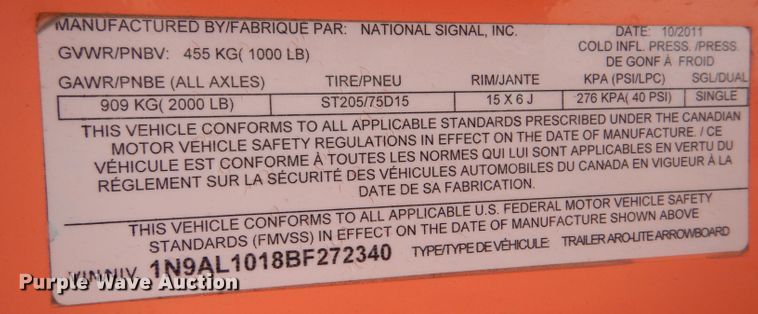 MANUFACTURED BY/FABRIQUÉ PAR: NATIONAL SIGNAL, INC. DATE: 10/2011
GVWR/PNBV: 455 KG( 1000 LB) COLD INFL. PRESS. /PRESS.
DE GONF À FROID
GAWR/PNBE (ALL AXLES) TIRE/PNEU RIM/JANTE KPA (PSI/LPC) SGL/DUAL
909 KG( 2000 LB) ST205/75D15 15 X 6 J 276 KPA( 40 PSI) SINGLE
THIS VEHICLE CONFORMS TO ALL APPLICABLE STANDARDS PRESCRIBED UNDER THE CANADIAN
MOTOR VEHICLE SAFETY REGULATIONS IN EFFECT ON THE DATE OF MANUFACTURE. / CE
VÉHICULE EST CONFORME À TOUTES LES NORMES QUI LUI SONT APPLICABLES EN VERTU DU
RÉGLEMENT SUR LA SÉCURITÉ DES VÉHICULES AUTOMOBILES DU CANADA EN VIGUEUR À LA
DATE DE SA FABRICATION.
THIS VEHICLE CONFORMS TO ALL APPLICABLE U.S. FEDERAL MOTOR VEHICLE SAFETY
STANDARDS (FMVSS) IN EFFECT ON THE DATE OF MANUFACTURE SHOWN ABOVE
VIN/NIV 1N9AL1018BF272340 TYPE/TYPE DE VÉHICULE: TRAILER ARO-LITE ARROWBOARD
Purple Wave Auction